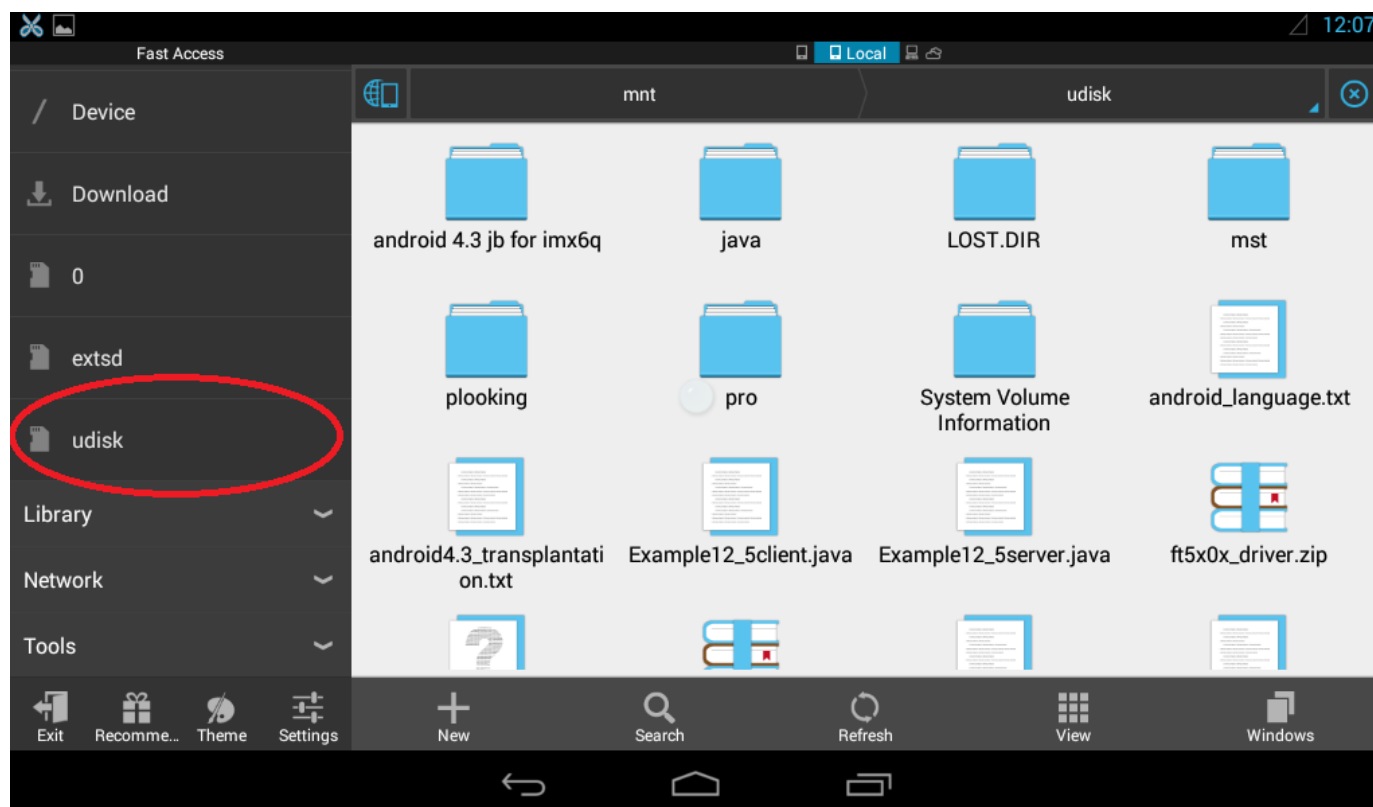 12:07
Fast Access
Local
Device
Download
0
extsd
udisk
Library
Network
Tools
Exit
Recomme...
Theme
Settings
mnt
udisk
android 4.3 jb for imx6q
java
LOST.DIR
mst
plooking
pro
System Volume
Information
android_language.txt
android4.3_transplantati
on.txt
Example12_5client.java
Example12_5server.java
ft5x0x_driver.zip
New
Search
Refresh
View
Windows